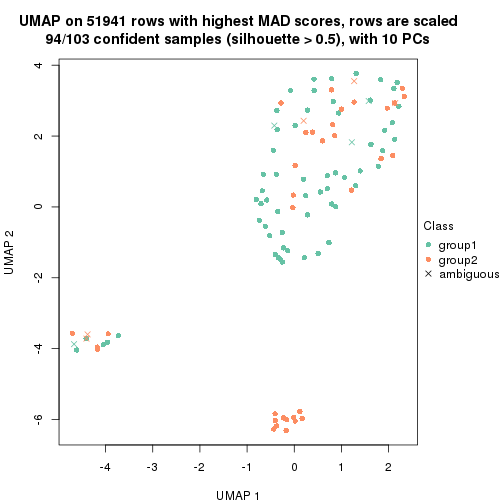 UMAP on 51941 rows with highest MAD scores, rows are scaled
94/103 confident samples (silhouette > 0.5), with 10 PCs
4
2
0
-2
-4
-6
UMAP 2
Class
group1
group2
ambiguous
-4 -3 -2 -1 0 1 2
UMAP 1